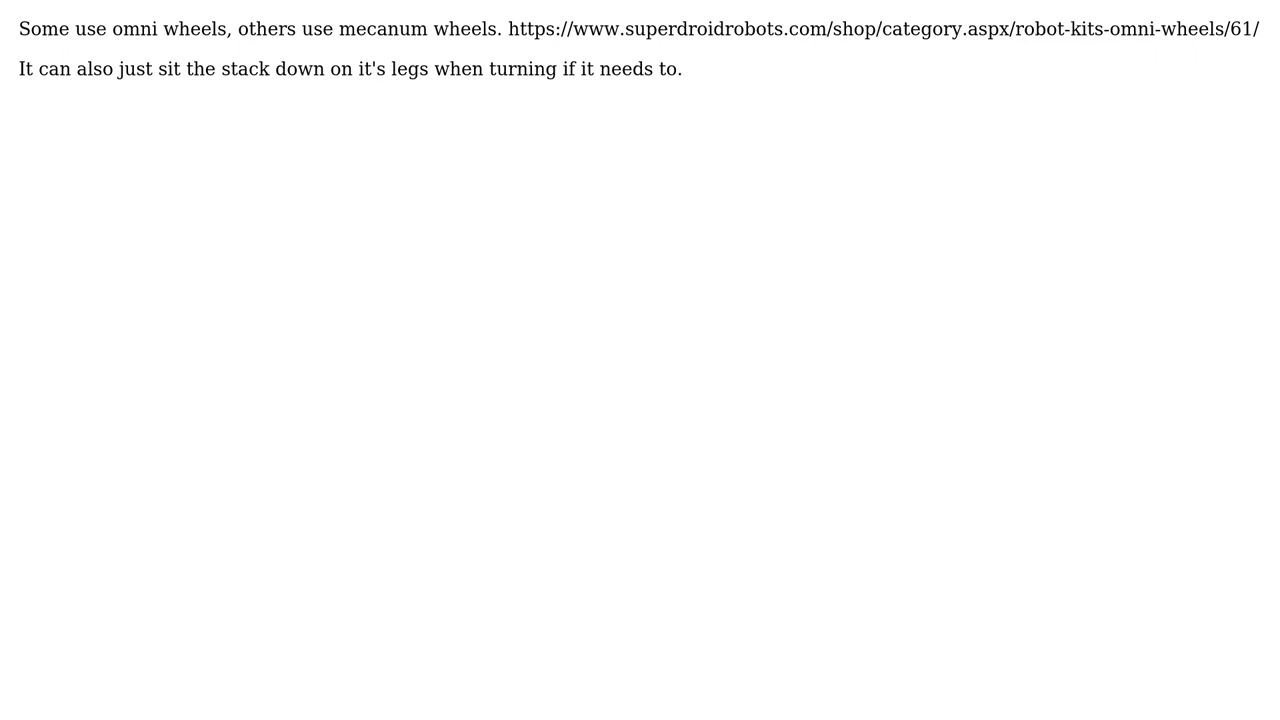 Some use omni wheels, others use mecanum wheels. https://www.superdroidrobots.com/shop/category.aspx/robot-kits-omni-wheels/61/
It can also just sit the stack down on it's legs when turning if it needs to.